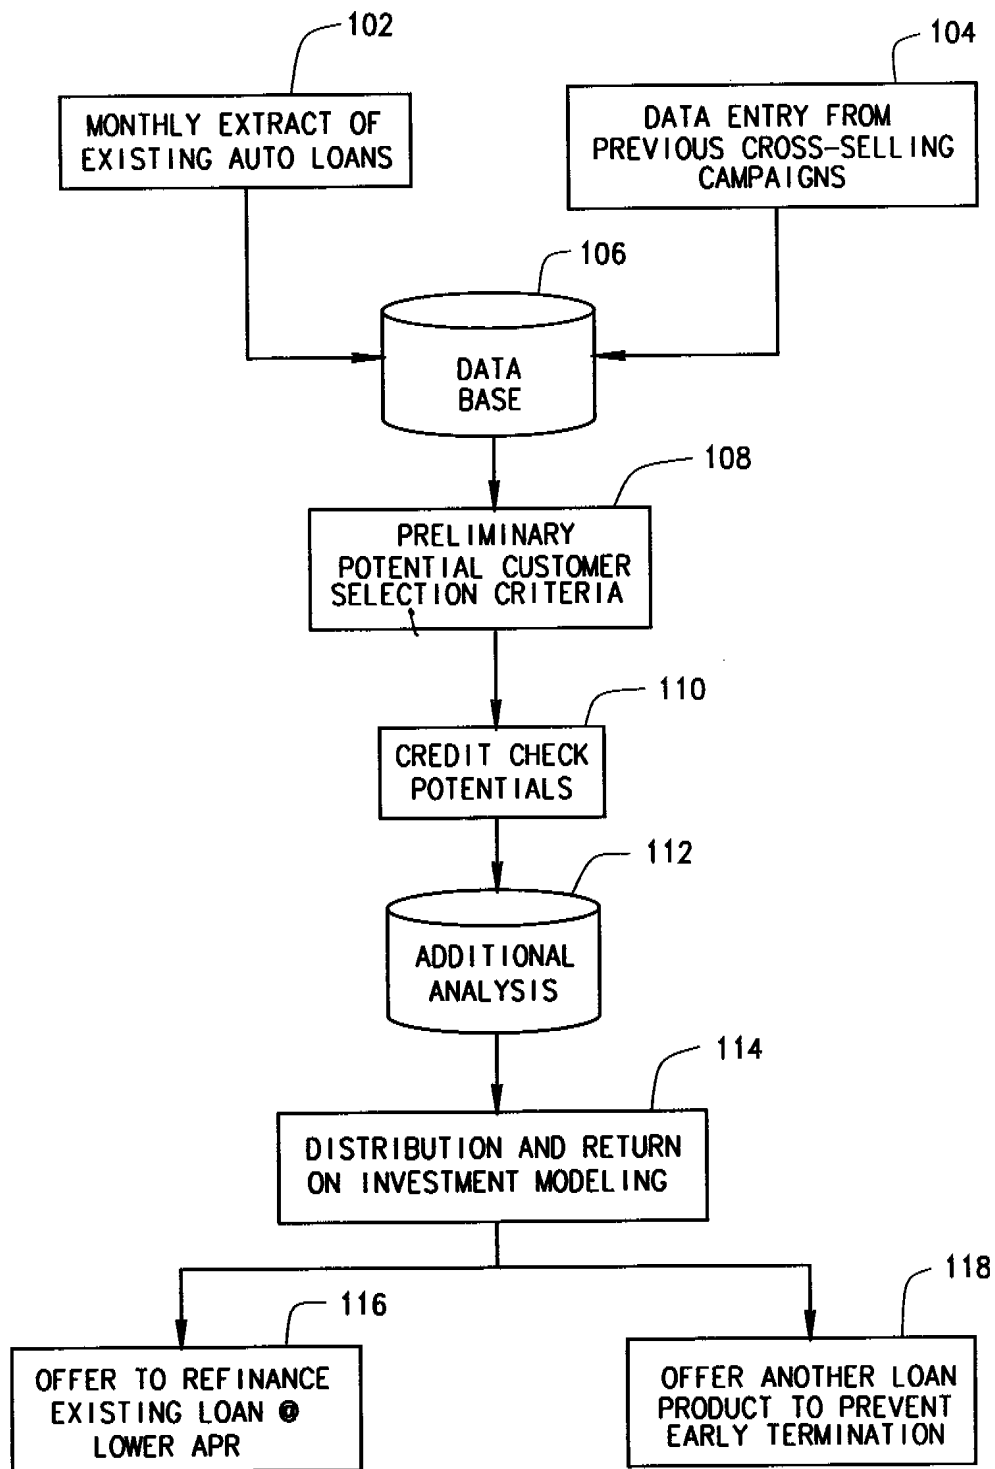 102
MONTHLY EXTRACT OF
EXISTING AUTO LOANS
104
DATA ENTRY FROM
PREVIOUS CROSS-SELLING
CAMPAIGNS
106
DATA
BASE
108
PRELIMINARY
POTENTIAL CUSTOMER
SELECTION CRITERIA
110
CREDIT CHECK
POTENTIALS
112
ADDITIONAL
ANALYSIS
114
DISTRIBUTION AND RETURN
ON INVESTMENT MODELING
116
OFFER TO REFINANCE
EXISTING LOAN @
LOWER APR
118
OFFER ANOTHER LOAN
PRODUCT TO PREVENT
EARLY TERMINATION